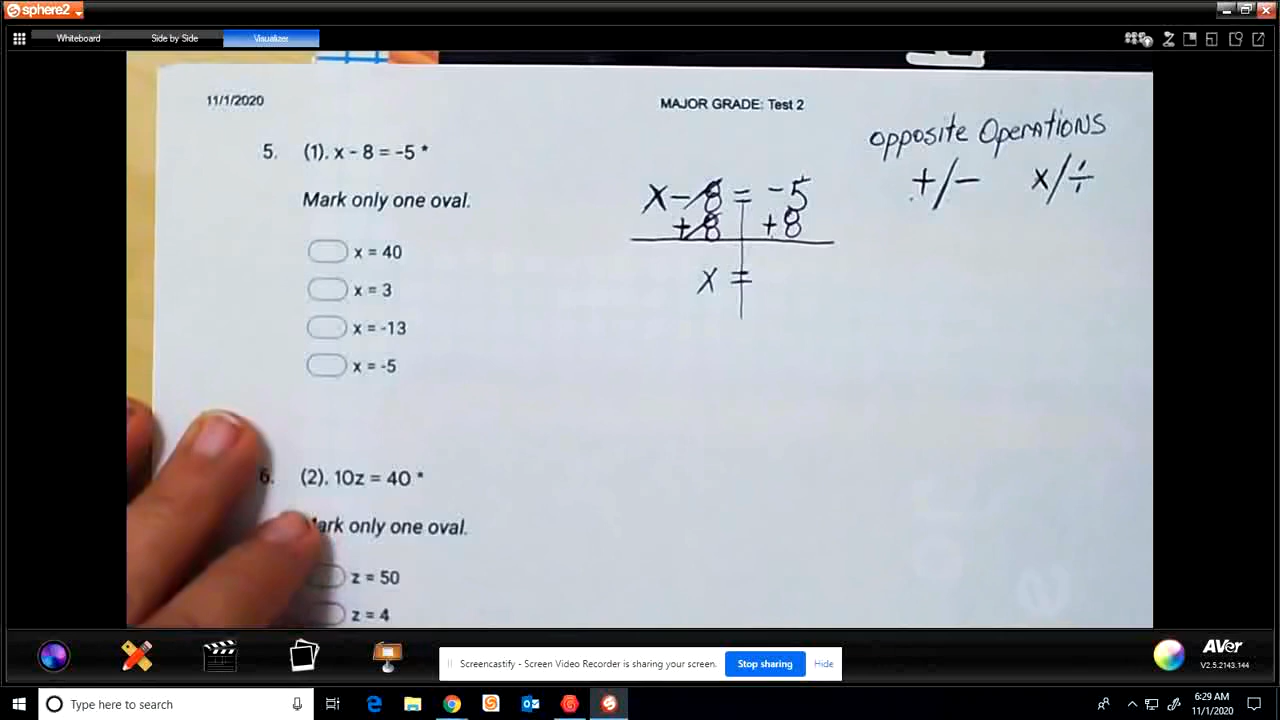 sphere2
Whiteboard Side by Side Visualizer
11/1/2020 MAJOR GRADE: Test 2
Opposite Operations
+/− x/÷
5. (1). x - 8 = -5 *
Mark only one oval.
x = 40
x = 3
x = -13
x = -5
x − 8 = −5
+8 +8
x =
6. (2). 10z = 40 *
Mark only one oval.
z = 50
z = 4
Screencastify - Screen Video Recorder is sharing your screen. Stop sharing Hide
AVer
V2.5.2143.144
Type here to search
6:29 AM
11/1/2020